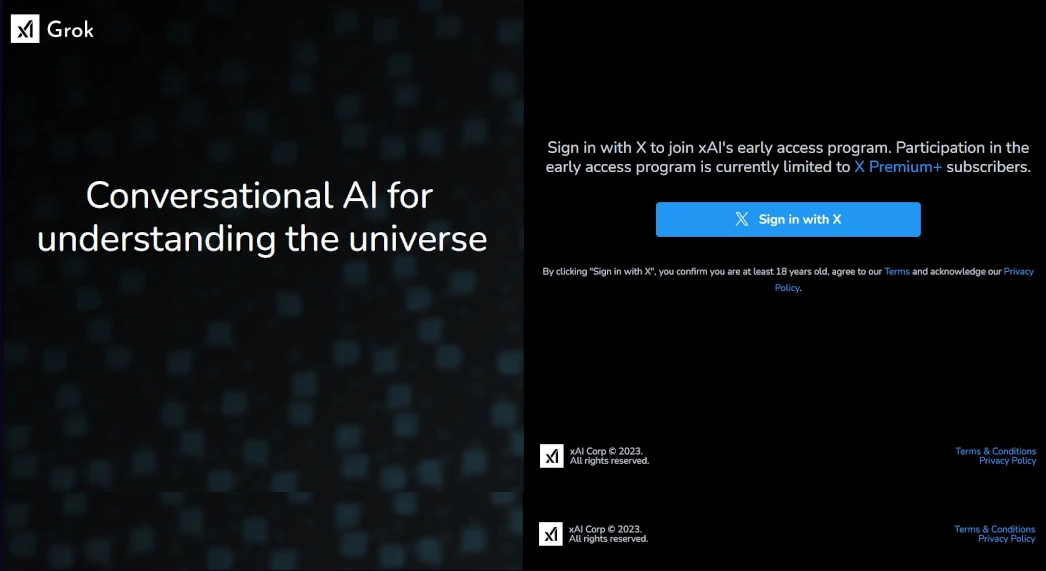 xAI Grok
Conversational AI for
understanding the universe
Sign in with X to join xAI's early access program. Participation in the
early access program is currently limited to X Premium+ subscribers.
X Sign in with X
By clicking "Sign in with X", you confirm you are at least 18 years old, agree to our Terms and acknowledge our Privacy
Policy.
xAI xAI Corp © 2023.
All rights reserved.
Terms & Conditions
Privacy Policy
xAI xAI Corp © 2023.
All rights reserved.
Terms & Conditions
Privacy Policy